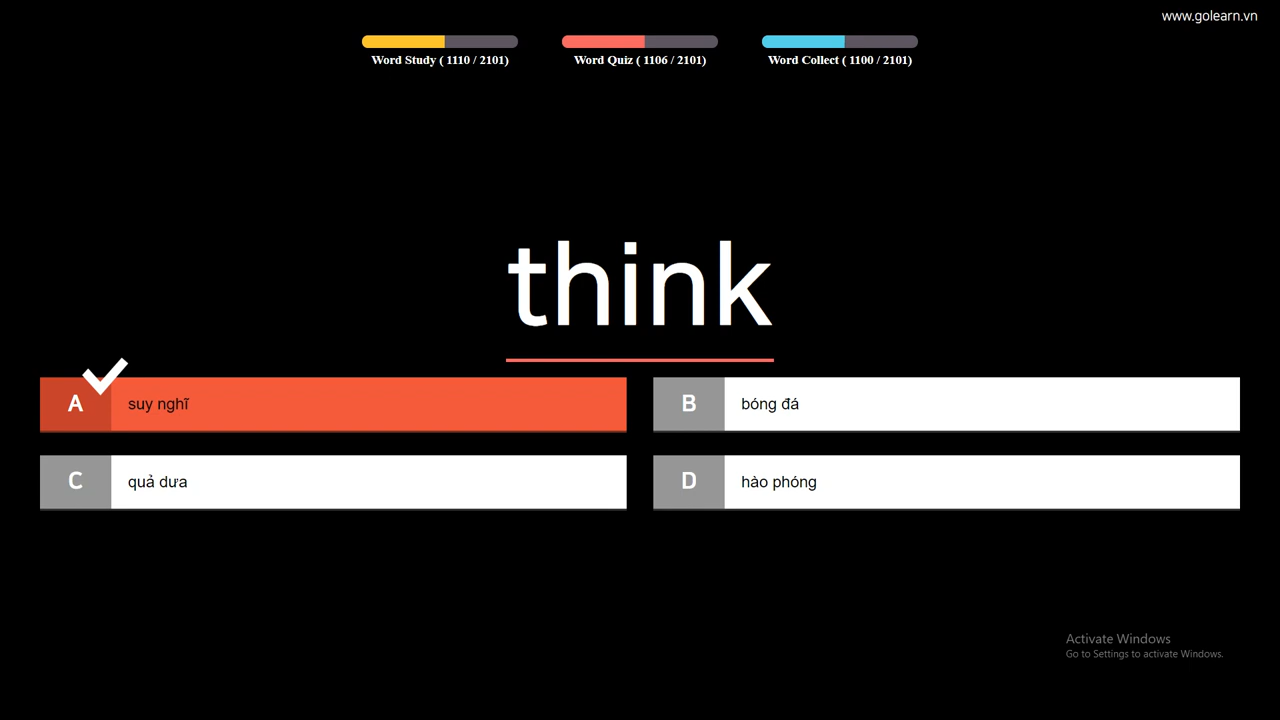 www.golearn.vn
Word Study ( 1110 / 2101) Word Quiz ( 1106 / 2101) Word Collect ( 1100 / 2101)
think
A suy nghĩ
B bóng đá
C quả dưa
D hào phóng
Activate Windows
Go to Settings to activate Windows.